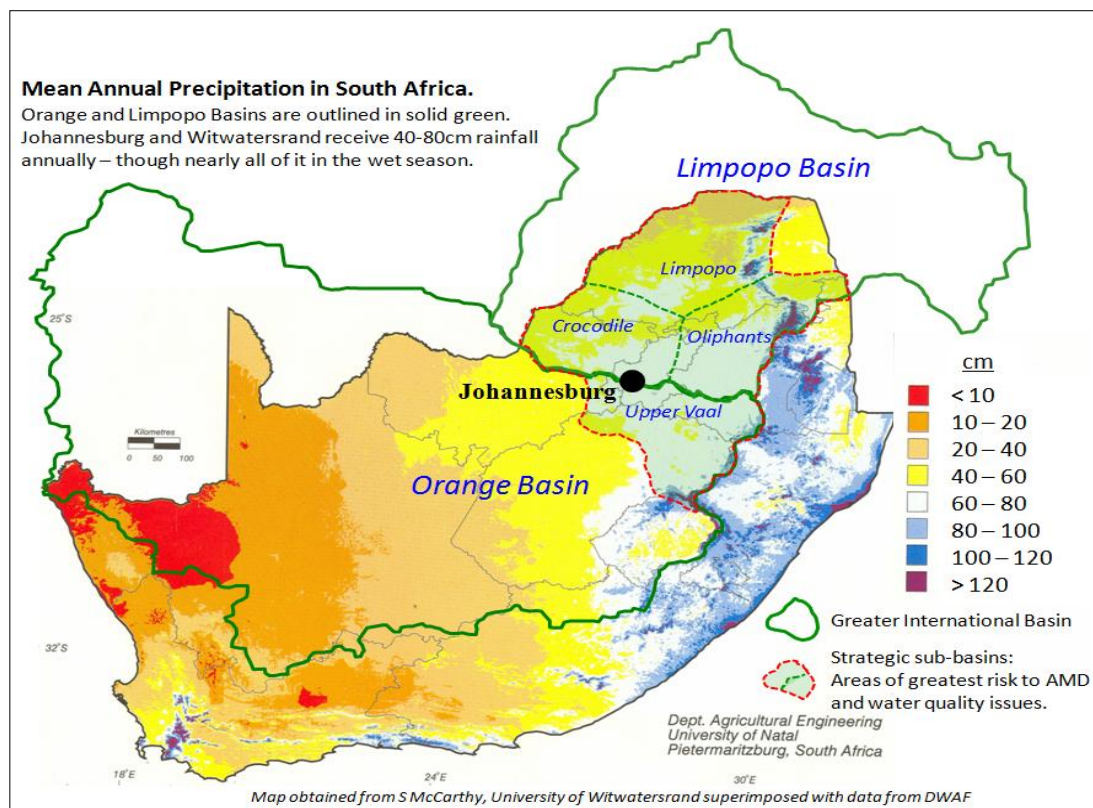 Mean Annual Precipitation in South Africa.
Orange and Limpopo Basins are outlined in solid green.
Johannesburg and Witwatersrand receive 40-80cm rainfall
annually – though nearly all of it in the wet season.
Limpopo Basin
Limpopo
25°S
Crocodile
Oliphants
Johannesburg
Upper Vaal
Kilometres
0 50 100
Orange Basin
cm
< 10
10 – 20
20 – 40
40 – 60
60 – 80
80 – 100
100 – 120
> 120
Greater International Basin
32°S
Strategic sub-basins:
Areas of greatest risk to AMD
and water quality issues.
Dept. Agricultural Engineering
University of Natal
Pietermaritzburg, South Africa
18°E
24°E
30°E
Map obtained from S McCarthy, University of Witwatersrand superimposed with data from DWAF